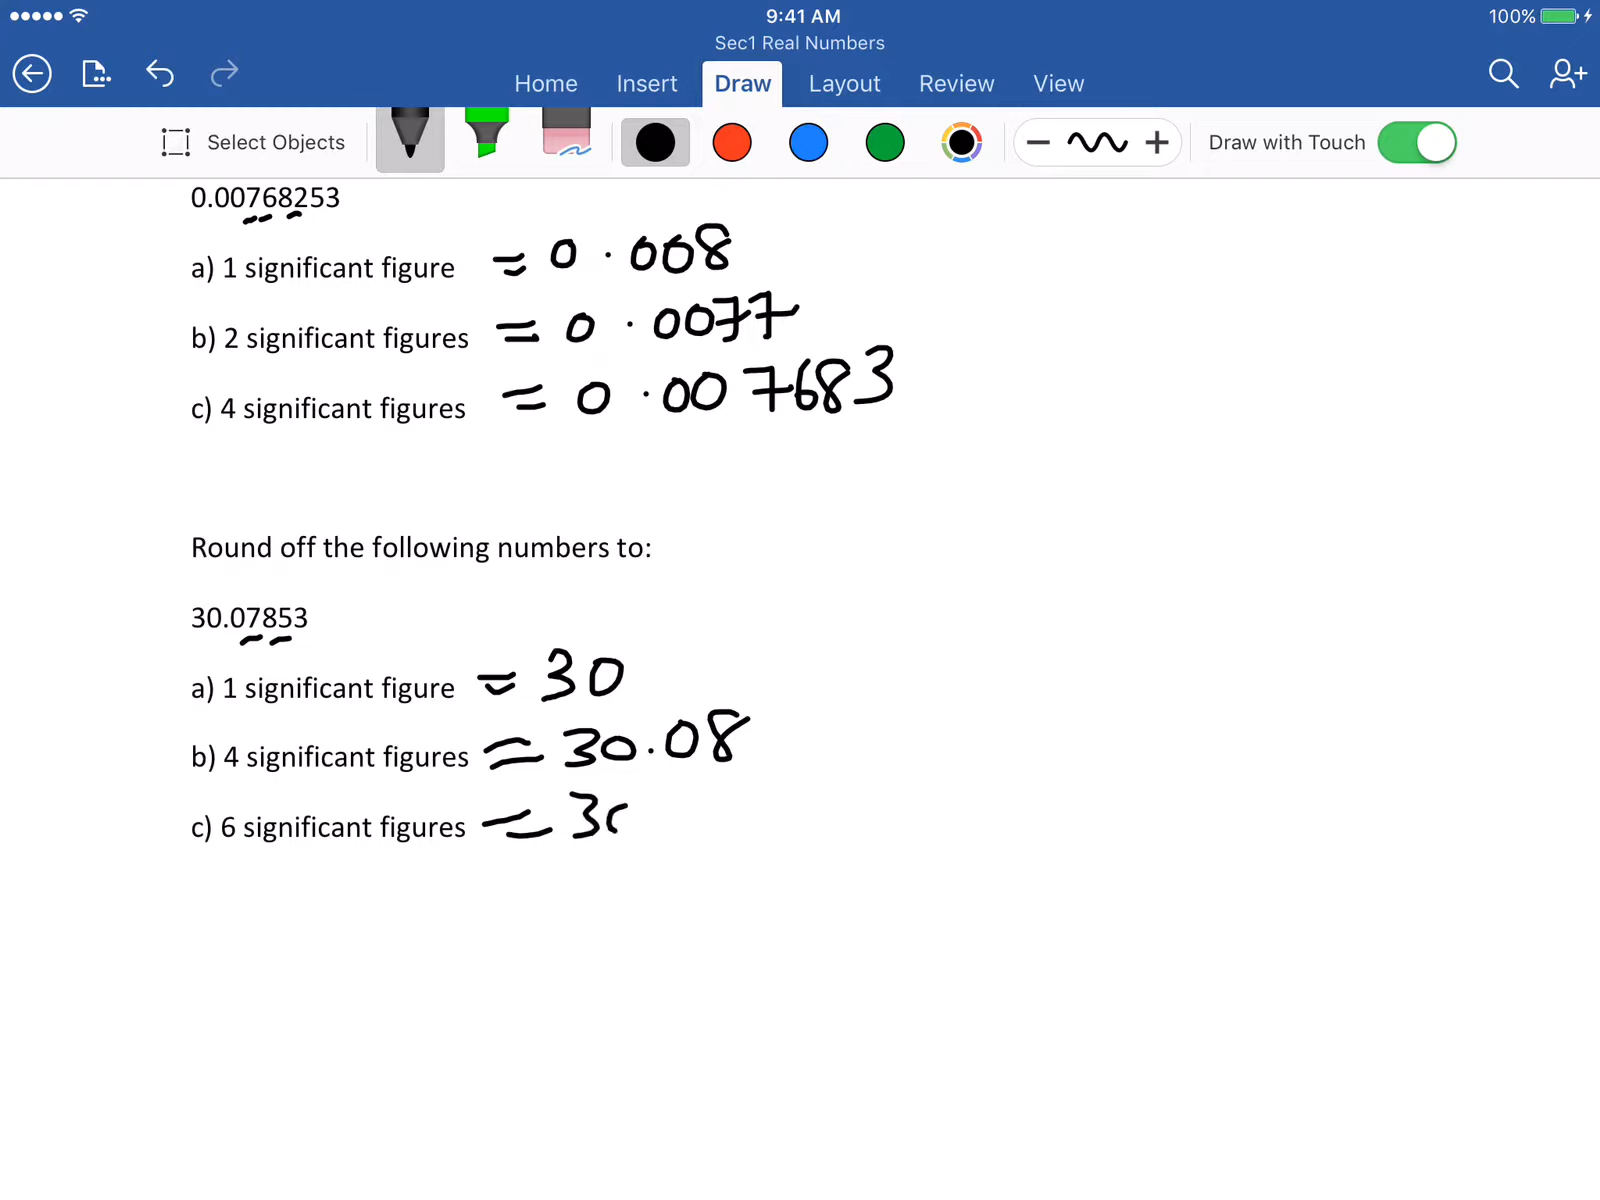 9:41 AM
100%
Sec1 Real Numbers
Home Insert Draw Layout Review View
Select Objects
Draw with Touch
0.00768253
a) 1 significant figure = 0.008
b) 2 significant figures = 0.0077
c) 4 significant figures = 0.007683
Round off the following numbers to:
30.07853
a) 1 significant figure = 30
b) 4 significant figures = 30.08
c) 6 significant figures = 3